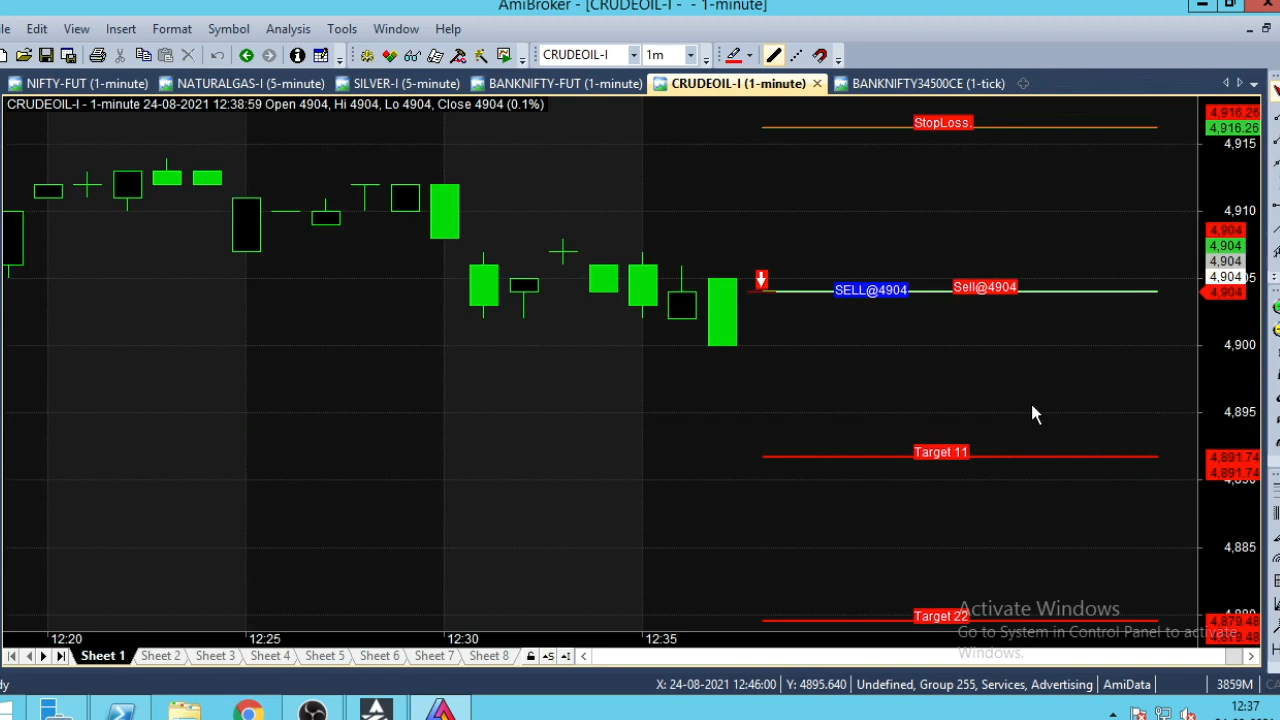 AmiBroker - [CRUDEOIL-I - - 1-minute]
Edit View Insert Format Symbol Analysis Tools Window Help
CRUDEOIL-I 1m
NIFTY-FUT (1-minute) NATURALGAS-I (5-minute) SILVER-I (5-minute) BANKNIFTY-FUT (1-minute) CRUDEOIL-I (1-minute) BANKNIFTY34500CE (1-tick)
CRUDEOIL-I - 1-minute 24-08-2021 12:38:59 Open 4904, Hi 4904, Lo 4904, Close 4904 (0.1%)
4,916.26
StopLoss.
4,916.26
4,915
4,910
4,904
4,904
4,904
4,904
SELL@4904 Sell@4904
4,904
4,900
4,895
Target 11
4,891.74
4,891.74
4,885
Activate Windows
Target 22
4,879.48
Go to System in Control Panel to activate
Windows.
12:20 12:25 12:30 12:35
Sheet 1 Sheet 2 Sheet 3 Sheet 4 Sheet 5 Sheet 6 Sheet 7 Sheet 8
X: 24-08-2021 12:46:00 Y: 4895.640 Undefined, Group 255, Services, Advertising AmiData 3859M
12:37